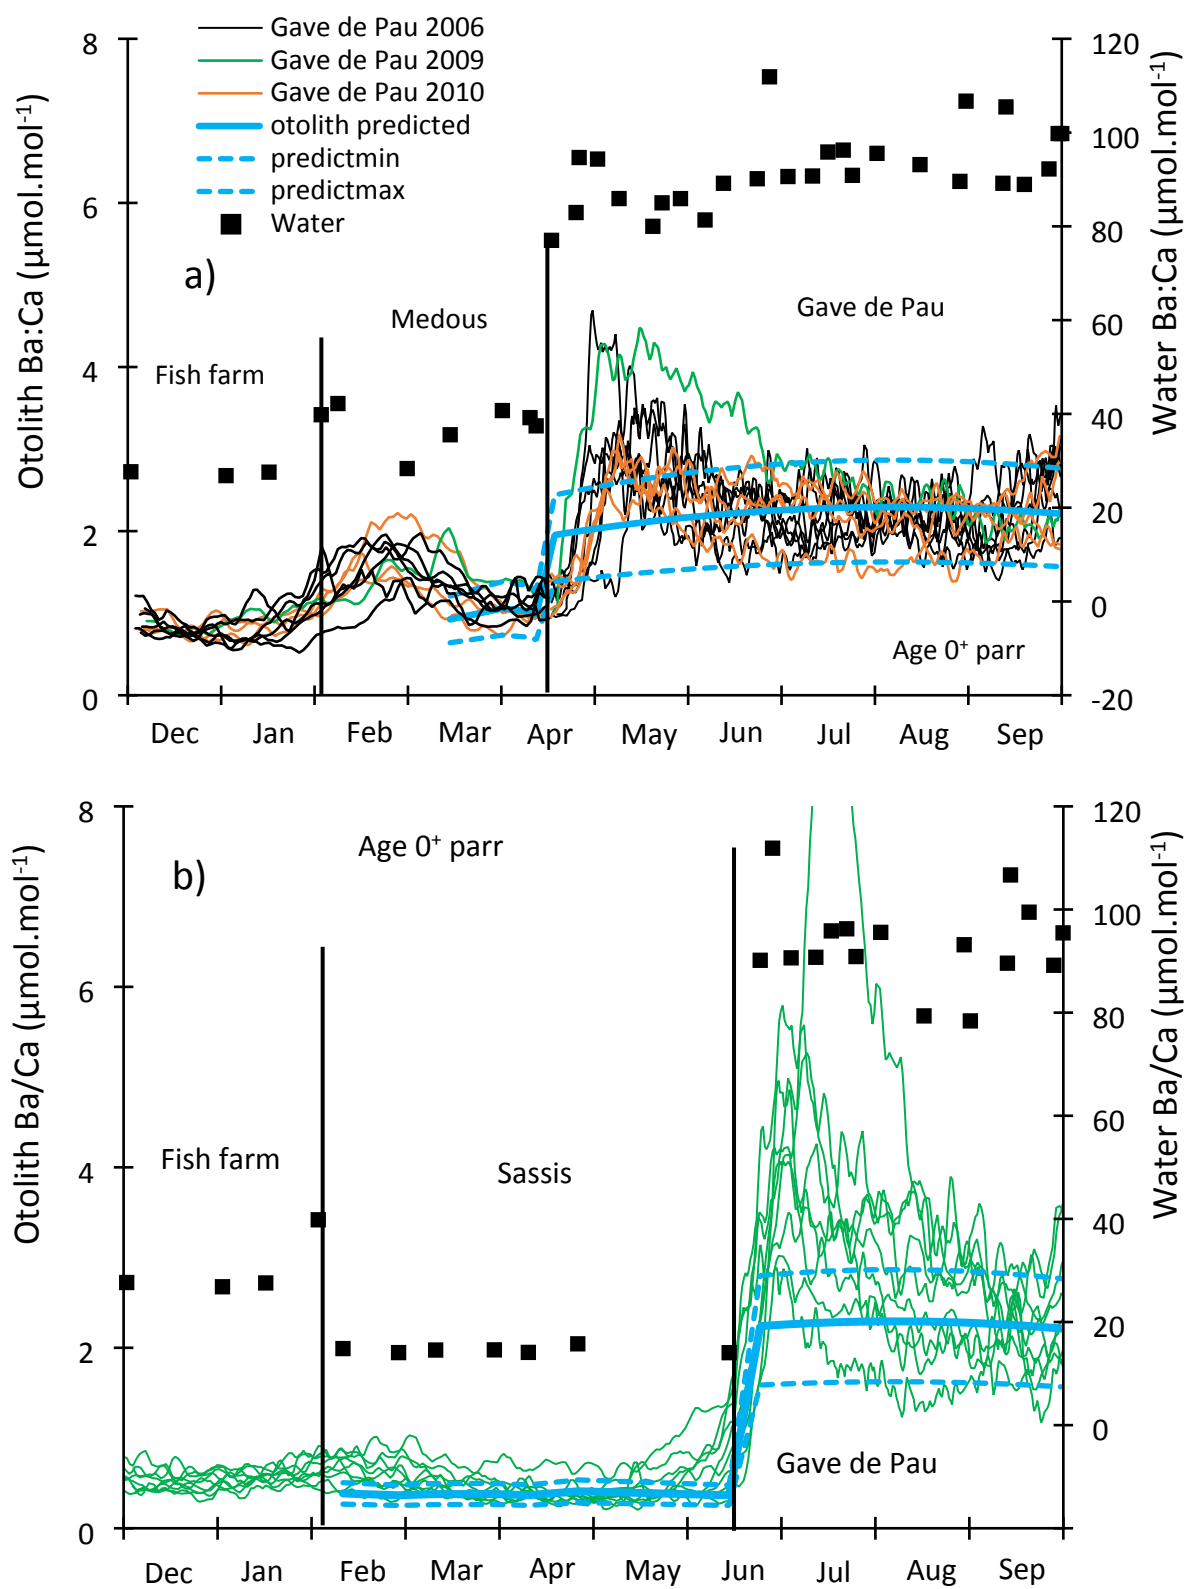 Gave de Pau 2006
Gave de Pau 2009
Gave de Pau 2010
otolith predicted
predictmin
predictmax
Water
Otolith Ba:Ca (µmol.mol⁻¹)
8
6
4
2
0
a)
Fish farm
Medous
Gave de Pau
Age 0⁺ parr
120
100
80
60
40
20
0
-20
Water Ba:Ca (µmol.mol⁻¹)
Dec Jan Feb Mar Apr May Jun Jul Aug Sep
Otolith Ba/Ca (µmol.mol⁻¹)
8
6
4
2
0
Age 0⁺ parr
b)
Fish farm
Sassis
Gave de Pau
120
100
80
60
40
20
0
Water Ba/Ca (µmol.mol⁻¹)
Dec Jan Feb Mar Apr May Jun Jul Aug Sep